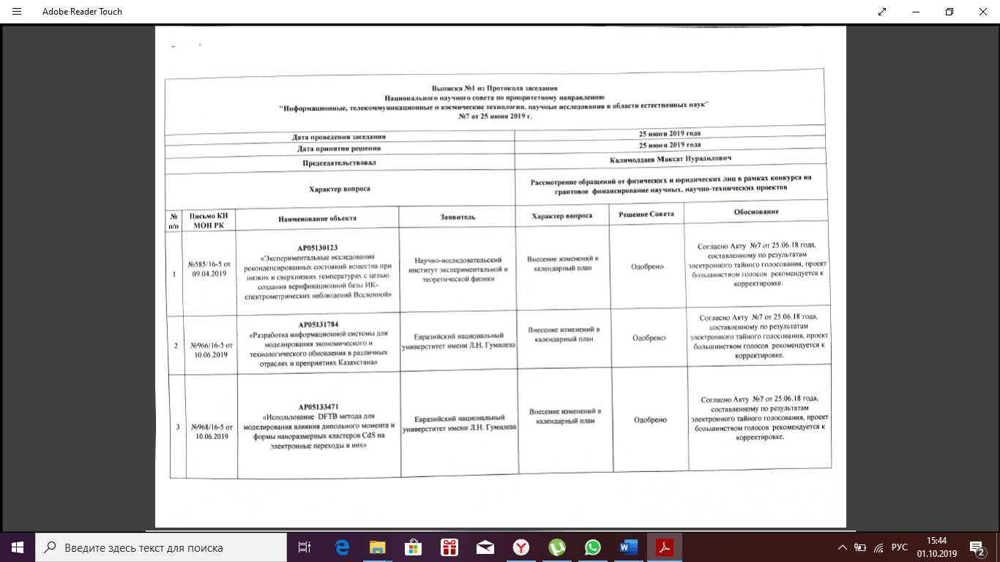 Adobe Reader Touch
Выписка №1 из Протокола заседания
Национального научного совета по приоритетному направлению
"Информационные, телекоммуникационные и космические технологии, научные исследования в области естественных наук"
№7 от 25 июня 2019 г.
Дата проведения заседания
25 июня 2019 года
Дата принятия решения
25 июня 2019 года
Председательствовал
Калимолдаев Максат Нурадилович
Характер вопроса
Рассмотрение обращений от физических и юридических лиц в рамках конкурса на
грантовое финансирование научных, научно-технических проектов
№
п/п
Письмо КН
МОН РК
Наименование объекта
Заявитель
Характер вопроса
Решение Совета
Обоснование
1
№585/16-5 от
09.04.2019
АР05130123
«Экспериментальные исследования
реконденсированных состояний вещества при
низких и сверхнизких температурах с целью
создания верификационной базы ИК-
спектрометрических наблюдений Вселенной»
Научно-исследовательский
институт экспериментальной и
теоретической физики
Внесение изменений в
календарный план
Одобрено
Согласно Акту №7 от 25.06.18 года,
составленному по результатам
электронного тайного голосования, проект
большинством голосов рекомендуется к
корректировке.
2
№966/16-5 от
10.06.2019
АР05131784
«Разработка информационной системы для
моделирования экономического и
технологического обновления в различных
отраслях и преприятиях Казахстана»
Евразийский национальный
университет имени Л.Н. Гумилева
Внесение изменений в
календарный план
Одобрено
Согласно Акту №7 от 25.06.18 года,
составленному по результатам
электронного тайного голосования, проект
большинством голосов рекомендуется к
корректировке.
3
№968/16-5 от
10.06.2019
АР05133471
«Использование DFTB метода для
моделирования влияния дипольного момента и
формы наноразмерных кластеров CdS на
электронные переходы в них»
Евразийский национальный
университет имени Л.Н. Гумилева
Внесение изменений в
календарный план
Одобрено
Согласно Акту №7 от 25.06.18 года,
составленному по результатам
электронного тайного голосования, проект
большинством голосов рекомендуется к
корректировке.
Введите здесь текст для поиска
РУС
15:44
01.10.2019
2